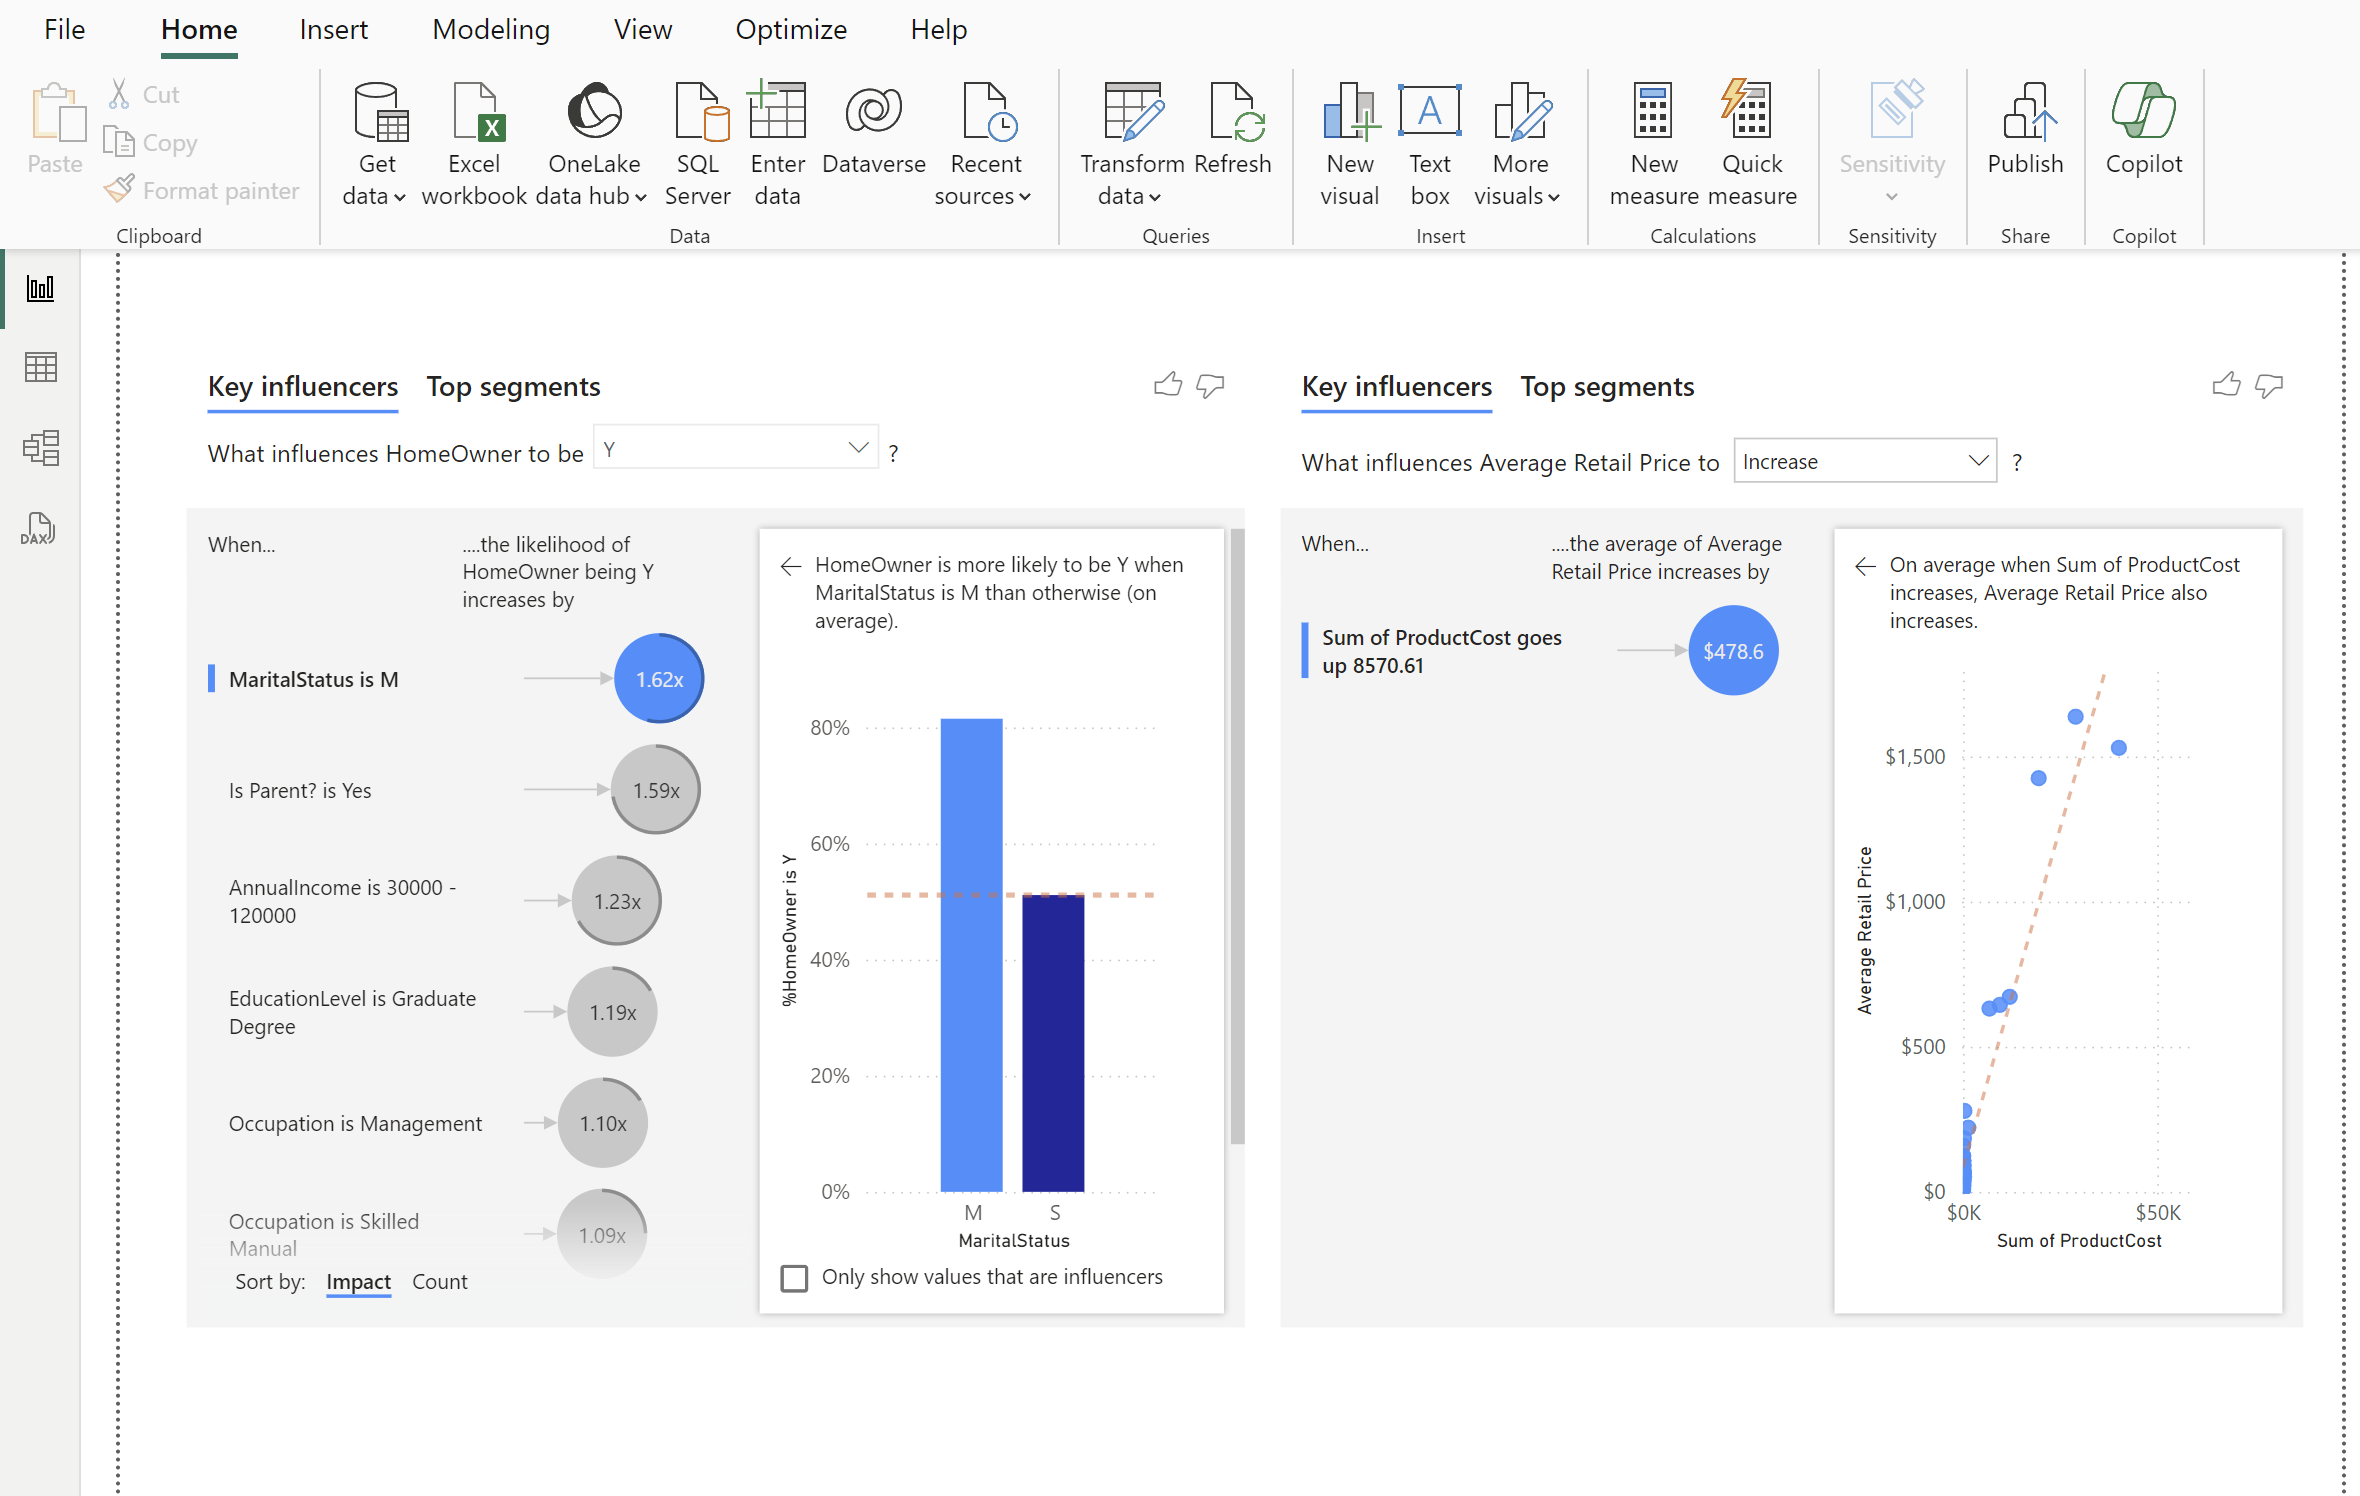 File Home Insert Modeling View Optimize Help
Paste
Cut
Copy
Format painter
Clipboard
Get data
Excel workbook
OneLake data hub
SQL Server
Enter data
Dataverse
Recent sources
Data
Transform data
Refresh
Queries
New visual
Text box
More visuals
Insert
New measure
Quick measure
Calculations
Sensitivity
Sensitivity
Publish
Share
Copilot
Copilot
DAX
Key influencers Top segments
What influences HomeOwner to be Y ?
When...
....the likelihood of
HomeOwner being Y
increases by
MaritalStatus is M
1.62x
Is Parent? is Yes
1.59x
AnnualIncome is 30000 -
120000
1.23x
EducationLevel is Graduate
Degree
1.19x
Occupation is Management
1.10x
Occupation is Skilled
Manual
1.09x
Sort by: Impact Count
HomeOwner is more likely to be Y when
MaritalStatus is M than otherwise (on
average).
%HomeOwner is Y
80%
60%
40%
20%
0%
M S
MaritalStatus
Only show values that are influencers
Key influencers Top segments
What influences Average Retail Price to Increase ?
When...
....the average of Average
Retail Price increases by
Sum of ProductCost goes
up 8570.61
$478.6
On average when Sum of ProductCost
increases, Average Retail Price also
increases.
Average Retail Price
$1,500
$1,000
$500
$0
$0K $50K
Sum of ProductCost